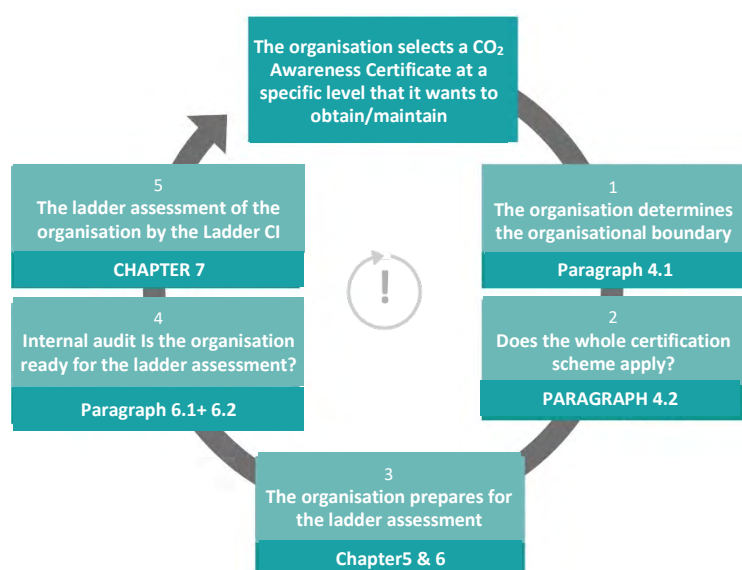 The organisation selects a CO₂
Awareness Certificate at a
specific level that it wants to
obtain/maintain
1
The organisation determines
the organisational boundary
Paragraph 4.1
2
Does the whole certification
scheme apply?
PARAGRAPH 4.2
3
The organisation prepares for
the ladder assessment
Chapter5 & 6
4
Internal audit Is the organisation
ready for the ladder assessment?
Paragraph 6.1+ 6.2
5
The ladder assessment of the
organisation by the Ladder CI
CHAPTER 7
!